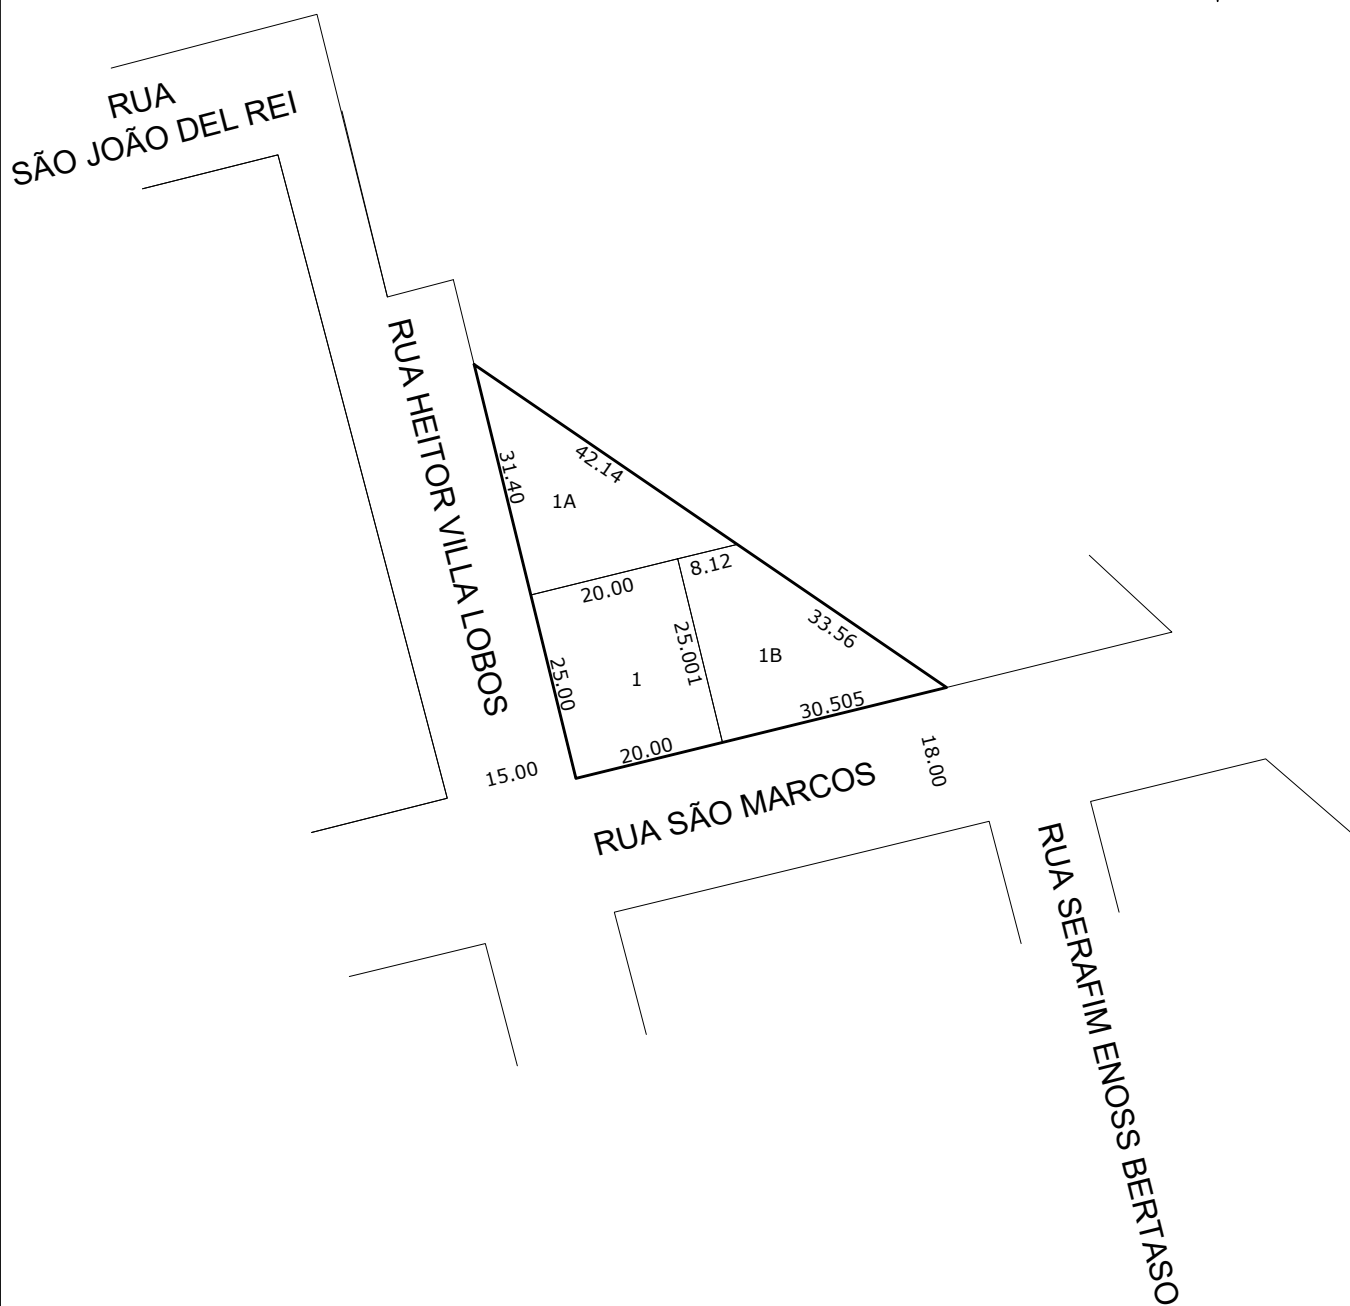 RUA
SÃO JOÃO DEL REI
RUA HEITOR VILLA LOBOS
31.40
42.14
1A
20.00
8.12
25.00
1
25.001
1B
33.56
20.00
30.505
15.00
18.00
RUA SÃO MARCOS
RUA SERAFIM ENOSS BERTASO